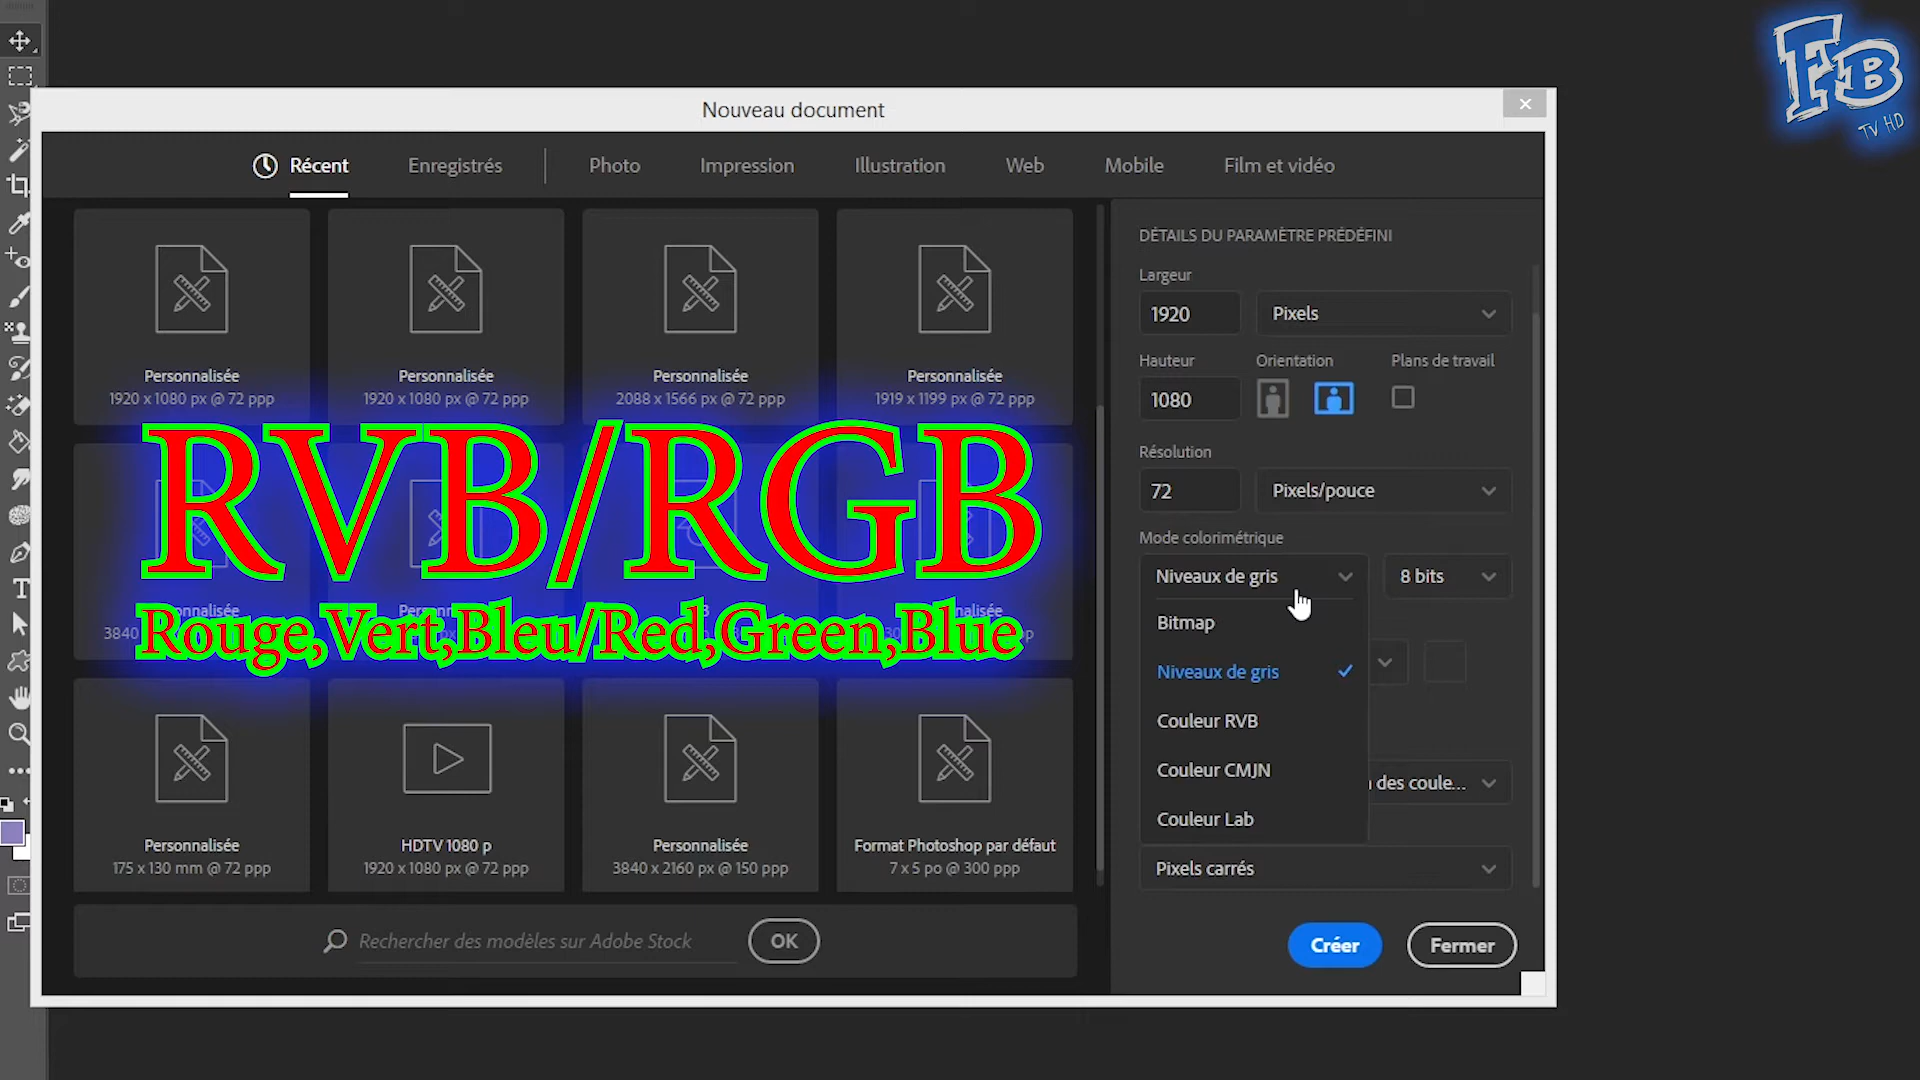 FB
TV HD
Nouveau document
Récent
Enregistrés
Photo
Impression
Illustration
Web
Mobile
Film et vidéo
Personnalisée
1920 x 1080 px @ 72 ppp
Personnalisée
1920 x 1080 px @ 72 ppp
Personnalisée
2088 x 1566 px @ 72 ppp
Personnalisée
1919 x 1199 px @ 72 ppp
RVB/RGB
Rouge,Vert,Bleu/Red,Green,Blue
Personnalisée
175 x 130 mm @ 72 ppp
HDTV 1080 p
1920 x 1080 px @ 72 ppp
Personnalisée
3840 x 2160 px @ 150 ppp
Format Photoshop par défaut
7 x 5 po @ 300 ppp
Rechercher des modèles sur Adobe Stock
OK
DÉTAILS DU PARAMÈTRE PRÉDÉFINI
Largeur
1920
Pixels
Hauteur
Orientation
Plans de travail
1080
Résolution
72
Pixels/pouce
Mode colorimétrique
Niveaux de gris
8 bits
Bitmap
Niveaux de gris
Couleur RVB
Couleur CMJN
des coule...
Couleur Lab
Pixels carrés
Créer
Fermer